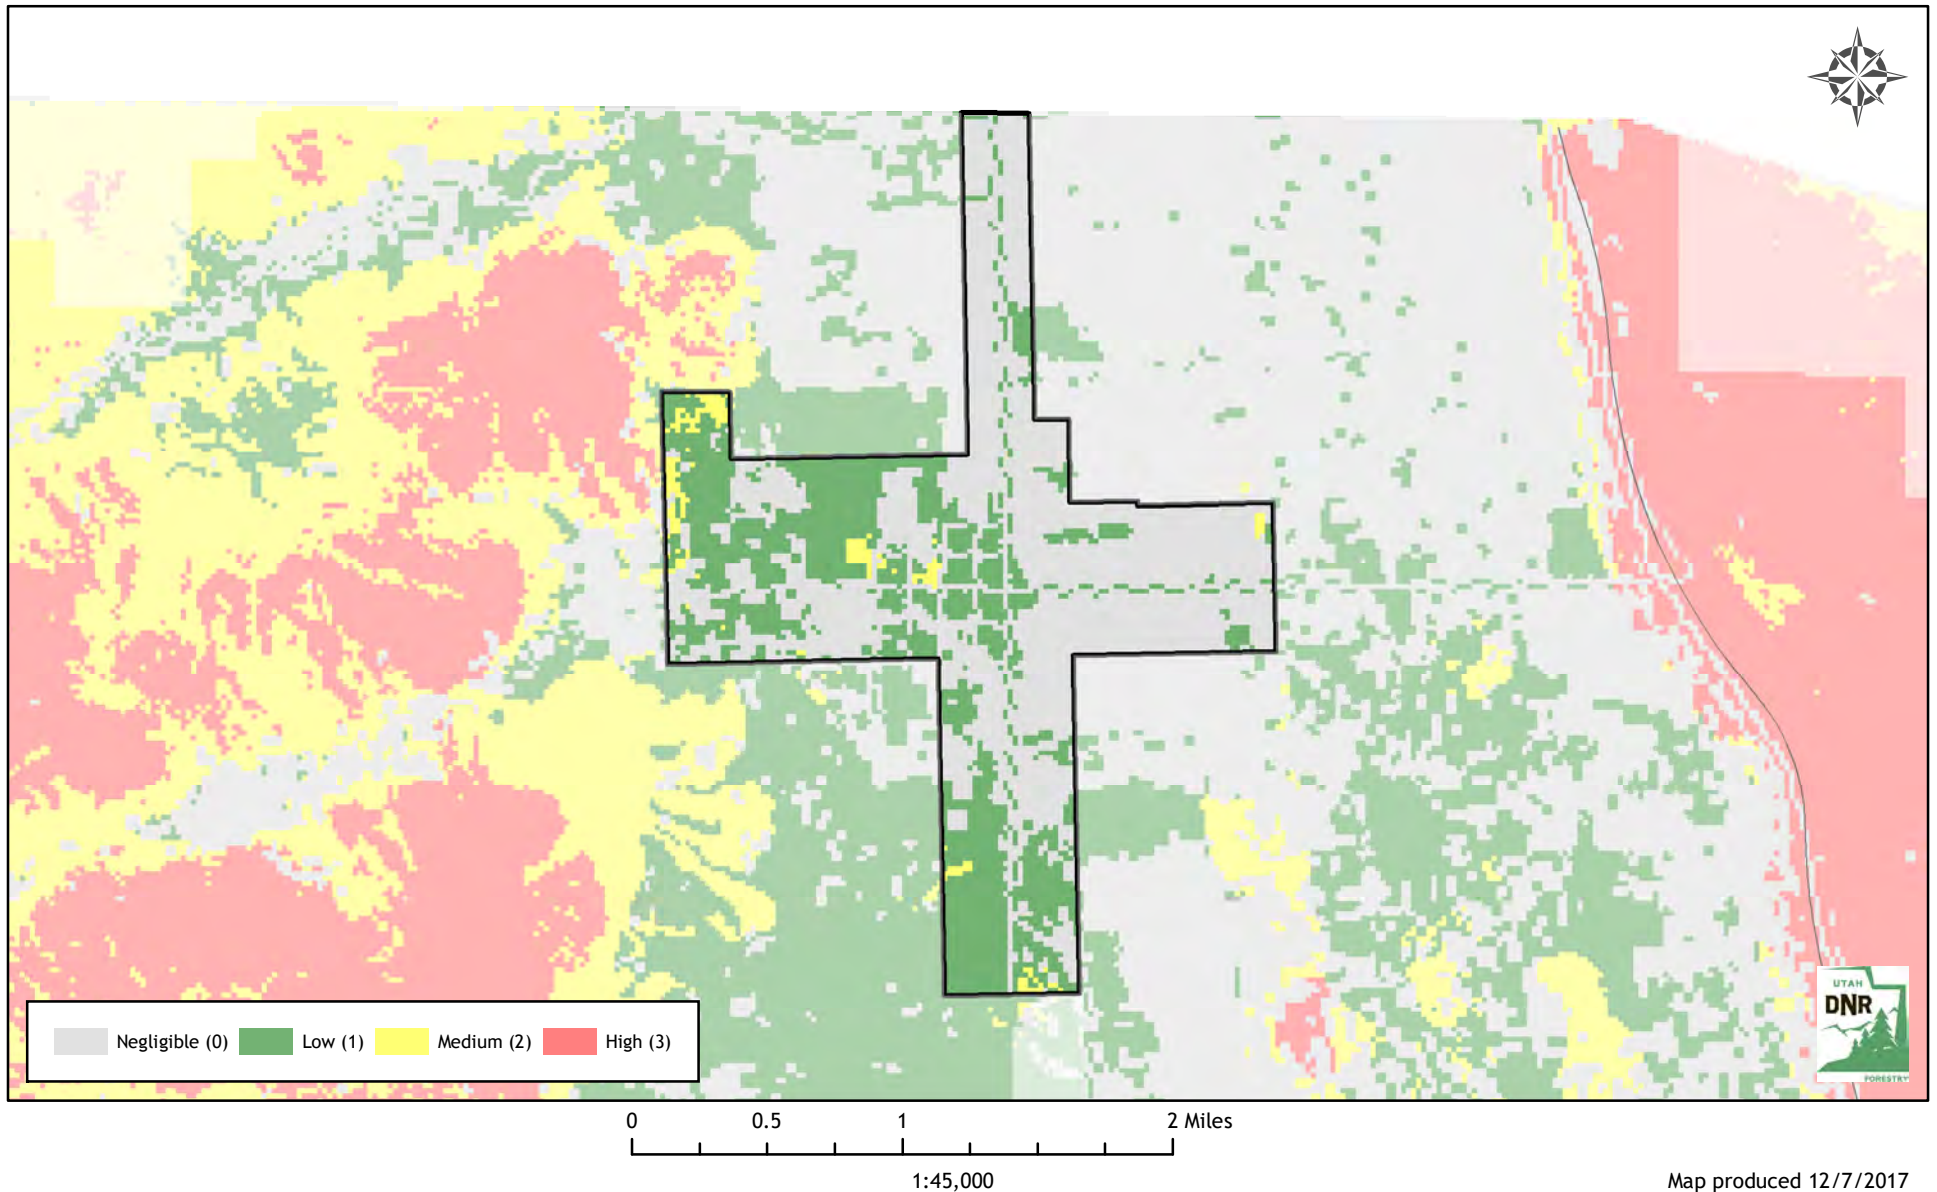 UTAH
DNR
FORESTRY
Negligible (0) Low (1) Medium (2) High (3)
0 0.5 1 2 Miles
1:45,000
Map produced 12/7/2017